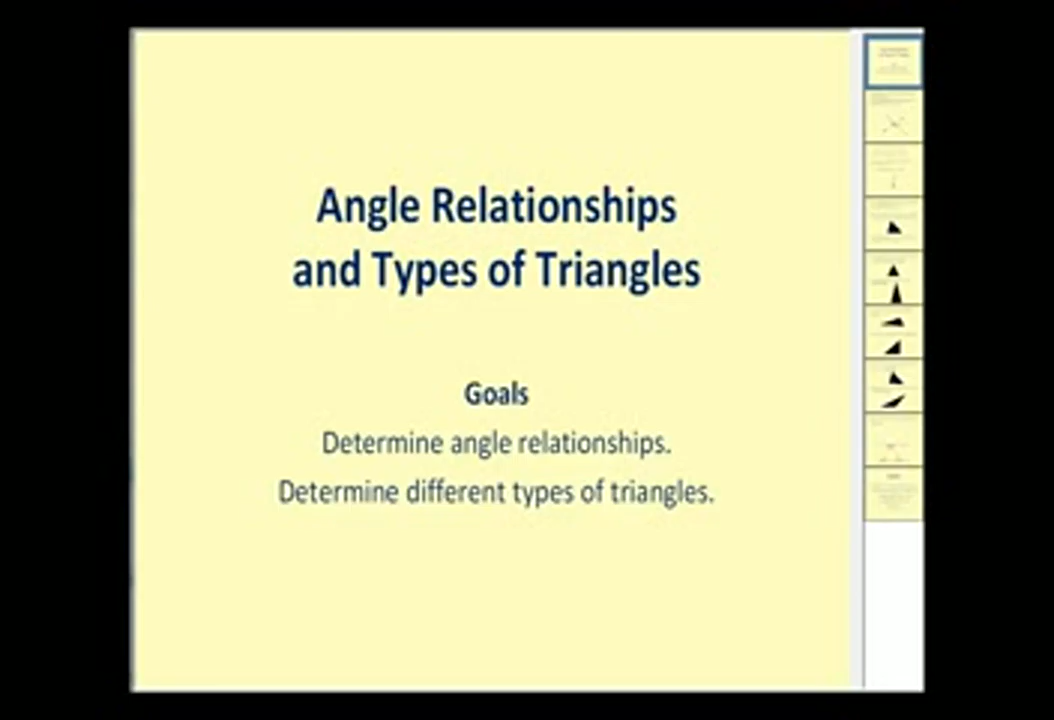 Angle Relationships
and Types of Triangles
Goals
Determine angle relationships.
Determine different types of triangles.